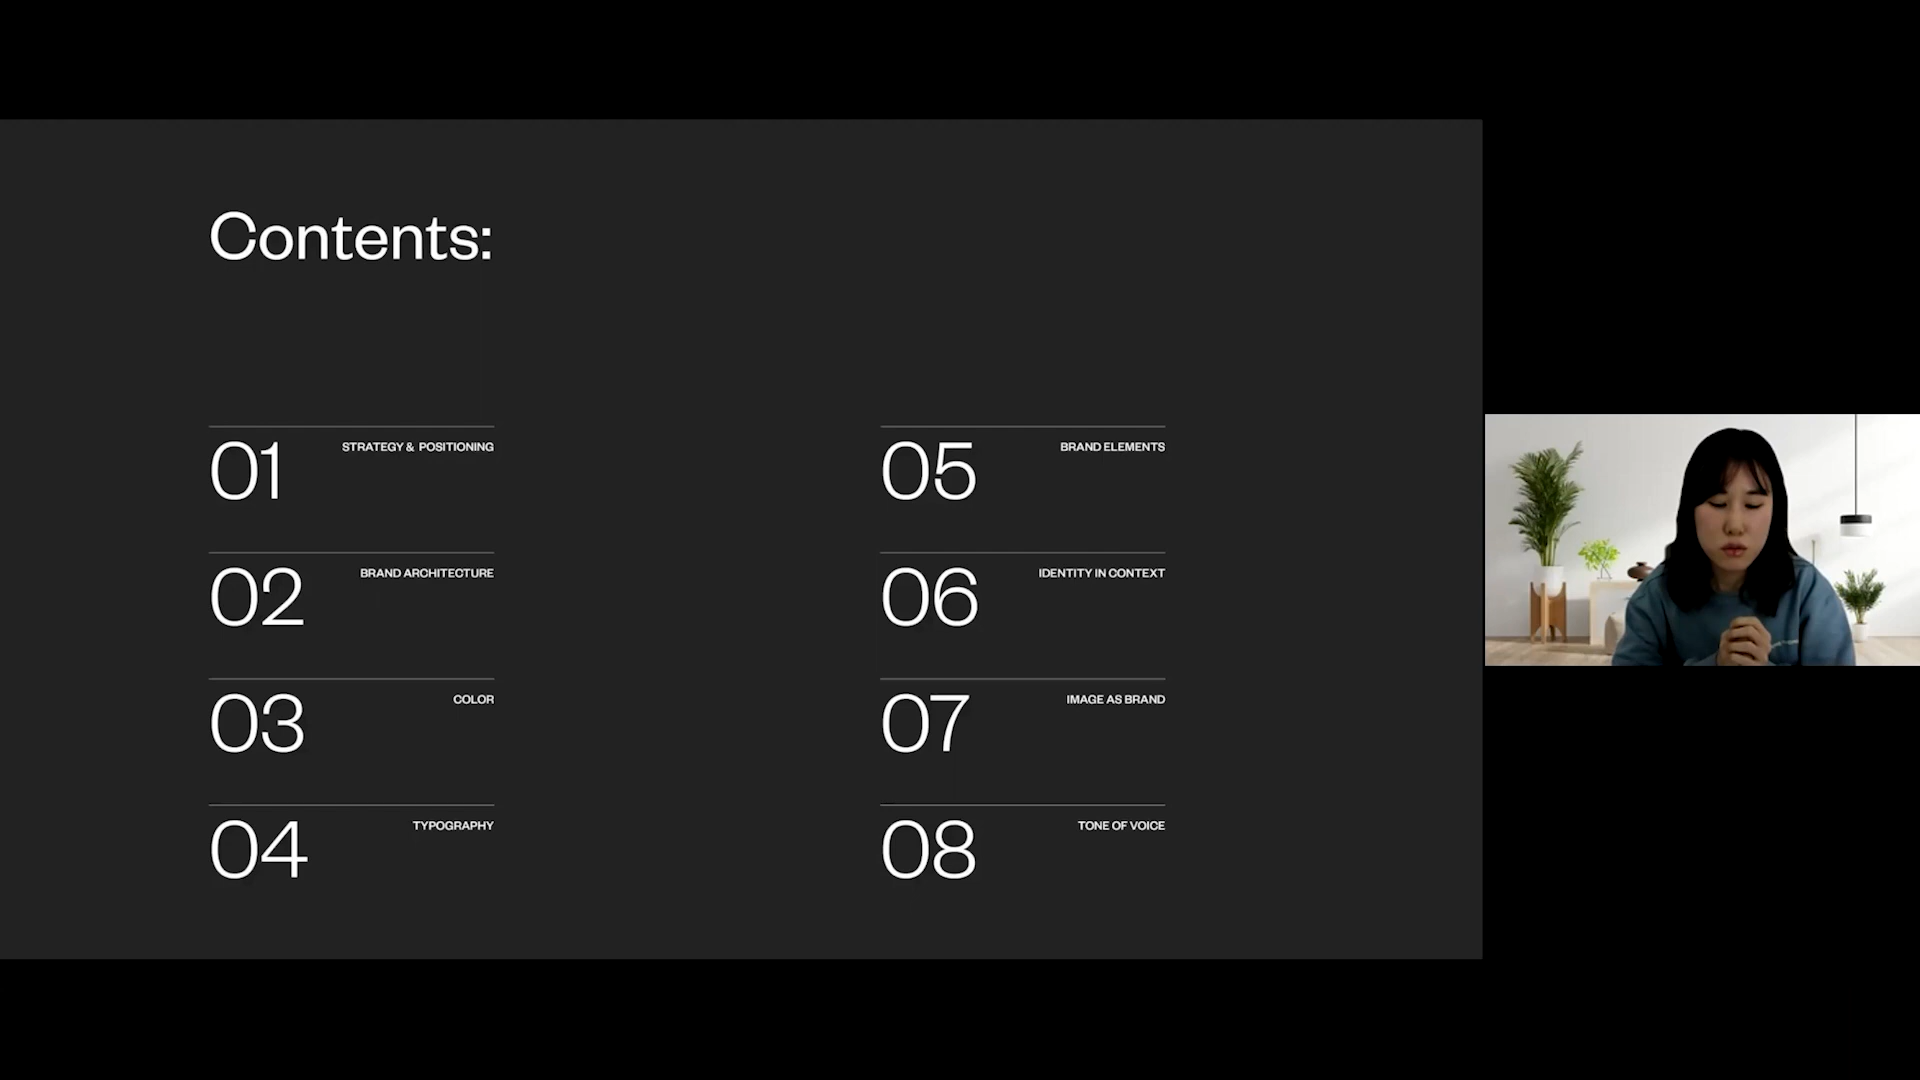 Contents:
01 STRATEGY & POSITIONING
02 BRAND ARCHITECTURE
03 COLOR
04 TYPOGRAPHY
05 BRAND ELEMENTS
06 IDENTITY IN CONTEXT
07 IMAGE AS BRAND
08 TONE OF VOICE